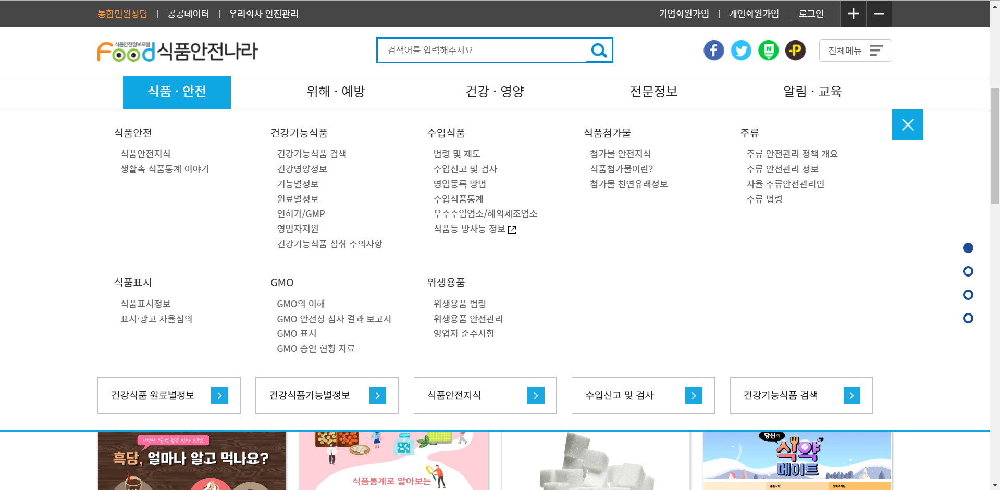 통합민원상담 | 공공데이터 | 우리회사 안전관리
기업회원가입 | 개인회원가입 | 로그인 + −
식품안전정보포털
Food 식품안전나라
검색어를 입력해주세요
전체메뉴
식품 · 안전
위해 · 예방
건강 · 영양
전문정보
알림 · 교육
식품안전
식품안전지식
생활속 식품통계 이야기
건강기능식품
건강기능식품 검색
건강영양정보
기능별정보
원료별정보
인허가/GMP
영업자지원
건강기능식품 섭취 주의사항
수입식품
법령 및 제도
수입신고 및 검사
영업등록 방법
수입식품통계
우수수입업소/해외제조업소
식품등 방사능 정보
식품첨가물
첨가물 안전지식
식품첨가물이란?
첨가물 천연유래정보
주류
주류 안전관리 정책 개요
주류 안전관리 정보
자율 주류안전관리인
주류 법령
식품표시
식품표시정보
표시·광고 자율심의
GMO
GMO의 이해
GMO 안전성 심사 결과 보고서
GMO 표시
GMO 승인 현황 자료
위생용품
위생용품 법령
위생용품 안전관리
영업자 준수사항
건강식품 원료별정보
건강식품기능별정보
식품안전지식
수입신고 및 검사
건강기능식품 검색
이것만 알면 흑당 인싸 인정!
흑당, 얼마나 알고 먹나요?
식품통계로 알아보는
당신의
식약
메이트